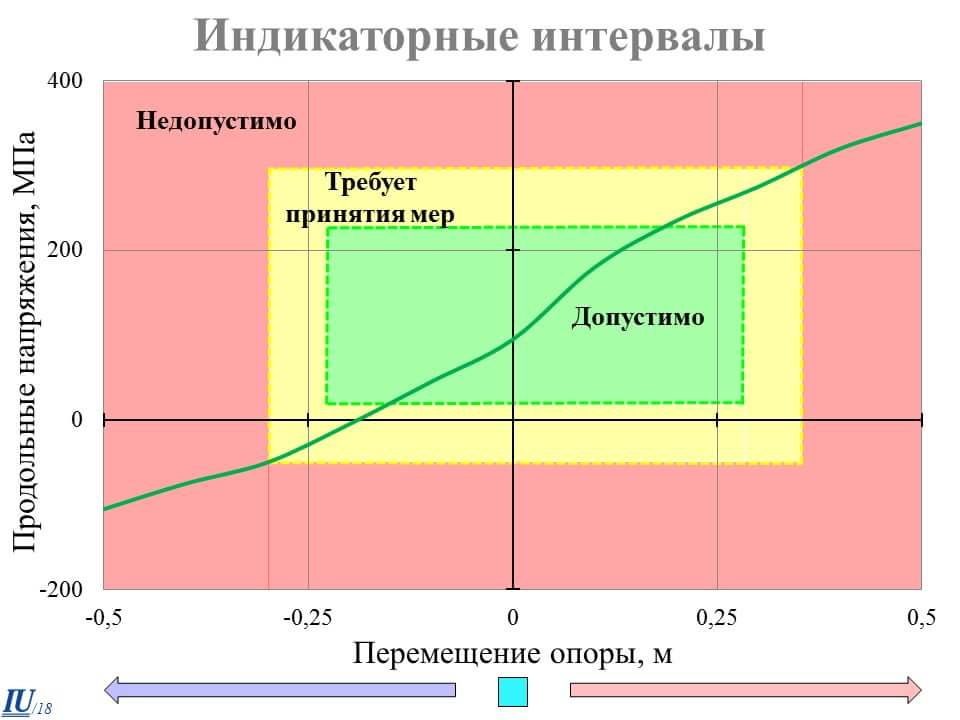 Индикаторные интервалы
400
Недопустимо
Требует
принятия мер
200
Допустимо
0
-200
-0,5
-0,25
0
0,25
0,5
Продольные напряжения, МПа
Перемещение опоры, м
IU/18